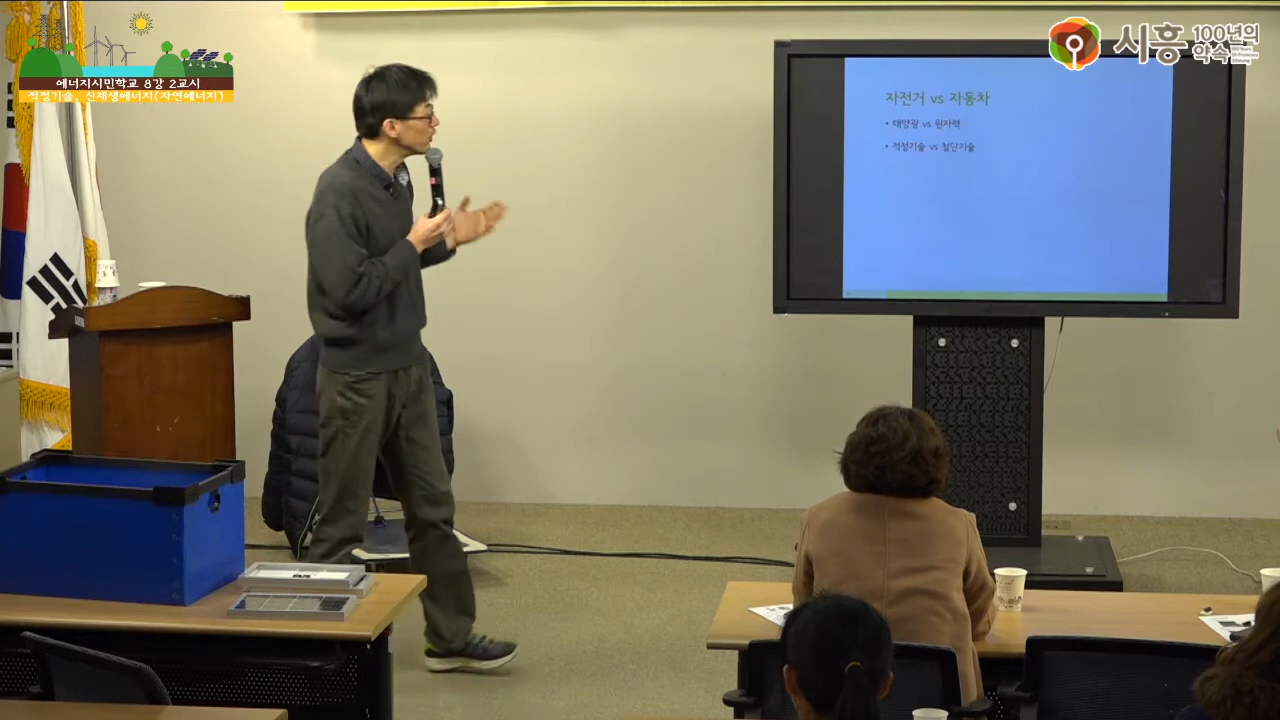 에너지시민학교 8강 2교시
적정기술, 신재생에너지(자연에너지)
시흥
100년의
약속
자전거 vs 자동차
• 태양광 vs 원자력
• 적정기술 vs 첨단기술